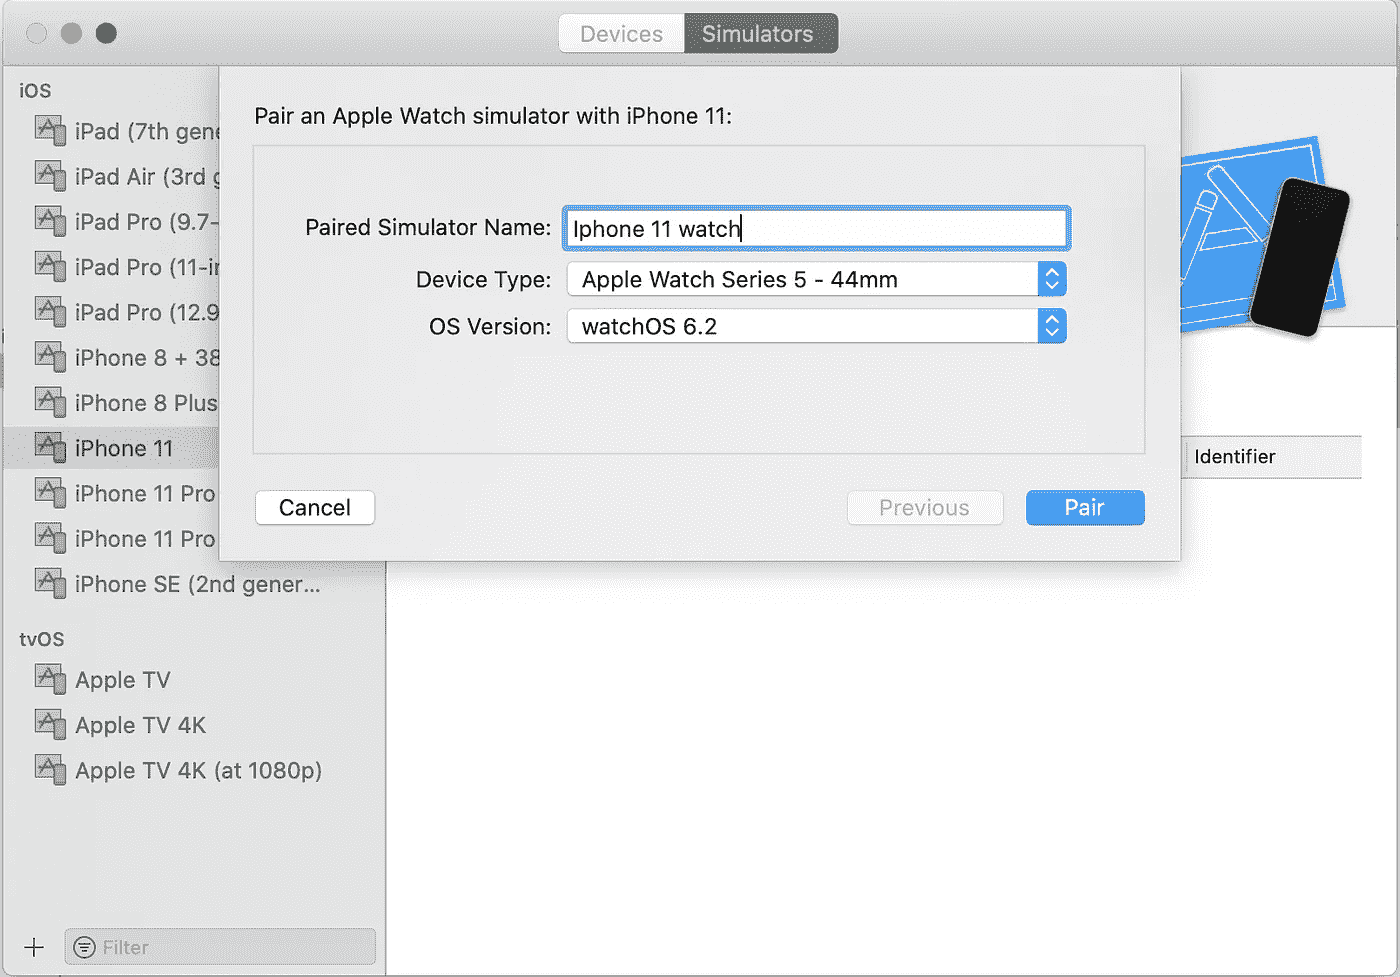 Devices
Simulators
iOS
iPad (7th gene
iPad Air (3rd g
iPad Pro (9.7-
iPad Pro (11-in
iPad Pro (12.9
iPhone 8 + 38
iPhone 8 Plus
iPhone 11
iPhone 11 Pro
iPhone 11 Pro
iPhone SE (2nd gener...
tvOS
Apple TV
Apple TV 4K
Apple TV 4K (at 1080p)
Filter
Pair an Apple Watch simulator with iPhone 11:
Paired Simulator Name: Iphone 11 watch
Device Type: Apple Watch Series 5 - 44mm
OS Version: watchOS 6.2
Cancel
Previous
Pair
Identifier